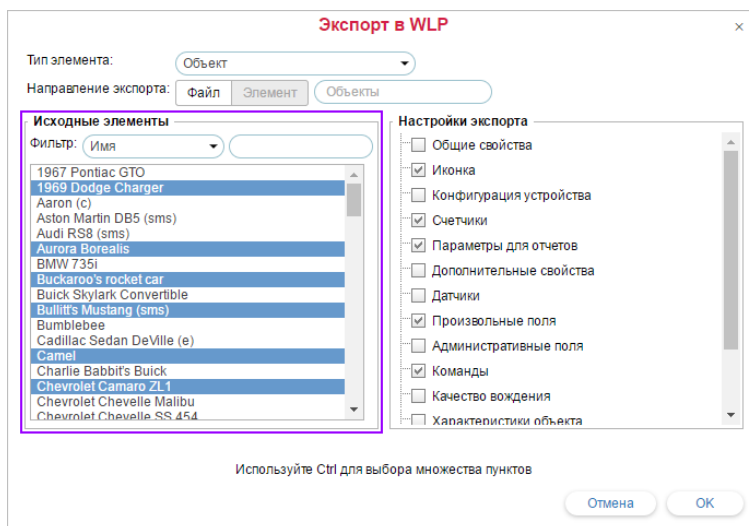 Экспорт в WLP
×
Тип элемента: Объект
Направление экспорта: Файл Элемент Объекты
Исходные элементы
Фильтр: Имя
1967 Pontiac GTO
1969 Dodge Charger
Aaron (c)
Aston Martin DB5 (sms)
Audi RS8 (sms)
Aurora Borealis
BMW 735i
Buckaroo's rocket car
Buick Skylark Convertible
Bullitt's Mustang (sms)
Bumblebee
Cadillac Sedan DeVille (e)
Camel
Charlie Babbit's Buick
Chevrolet Camaro ZL1
Chevrolet Chevelle Malibu
Chevrolet Chevelle SS 454
Настройки экспорта
Общие свойства
Иконка
Конфигурация устройства
Счетчики
Параметры для отчетов
Дополнительные свойства
Датчики
Произвольные поля
Административные поля
Команды
Качество вождения
Характеристики объекта
Используйте Ctrl для выбора множества пунктов
Отмена OK